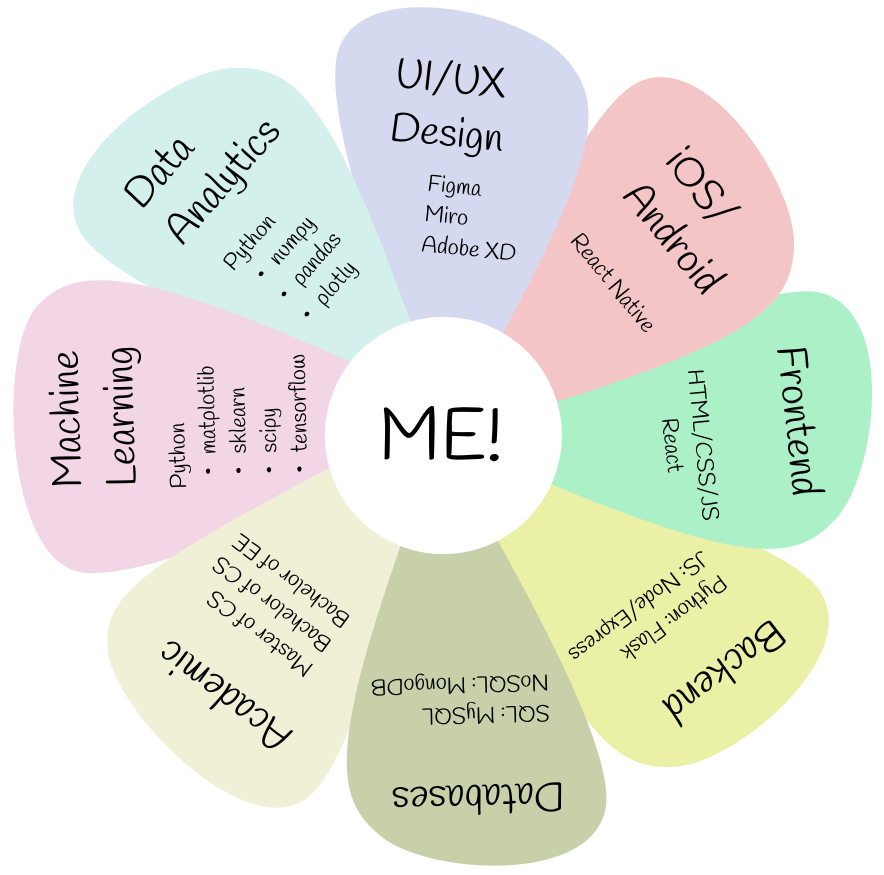 ME!
UI/UX
Design
Figma
Miro
Adobe XD
iOS/
Android
React Native
Frontend
HTML/CSS/JS
React
Backend
Python: Flask
JS: Node/Express
Databases
SQL: MySQL
NoSQL: MongoDB
Academic
Master of CS
Bachelor of CS
Bachelor of EE
Machine
Learning
Python
• matplotlib
• sklearn
• scipy
• tensorflow
Data
Analytics
Python
• numpy
• pandas
• plotly